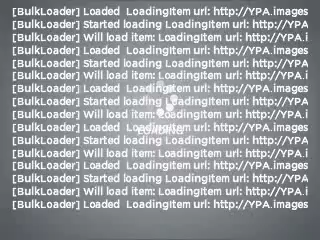 [BulkLoader] Loaded  LoadingItem url: http://YPA.images
[BulkLoader] Started loading LoadingItem url: http://YPA
[BulkLoader] Will load item: LoadingItem url: http://YPA.i
[BulkLoader] Loaded  LoadingItem url: http://YPA.images
[BulkLoader] Started loading LoadingItem url: http://YPA
[BulkLoader] Will load item: LoadingItem url: http://YPA.i
[BulkLoader] Loaded  LoadingItem url: http://YPA.images
[BulkLoader] Started loading LoadingItem url: http://YPA
[BulkLoader] Will load item: LoadingItem url: http://YPA.i
[BulkLoader] Loaded  LoadingItem url: http://YPA.images
LOADING
[BulkLoader] Started loading LoadingItem url: http://YPA
[BulkLoader] Will load item: LoadingItem url: http://YPA.i
[BulkLoader] Loaded  LoadingItem url: http://YPA.images
[BulkLoader] Started loading LoadingItem url: http://YPA
[BulkLoader] Will load item: LoadingItem url: http://YPA.i
[BulkLoader] Loaded  LoadingItem url: http://YPA.images